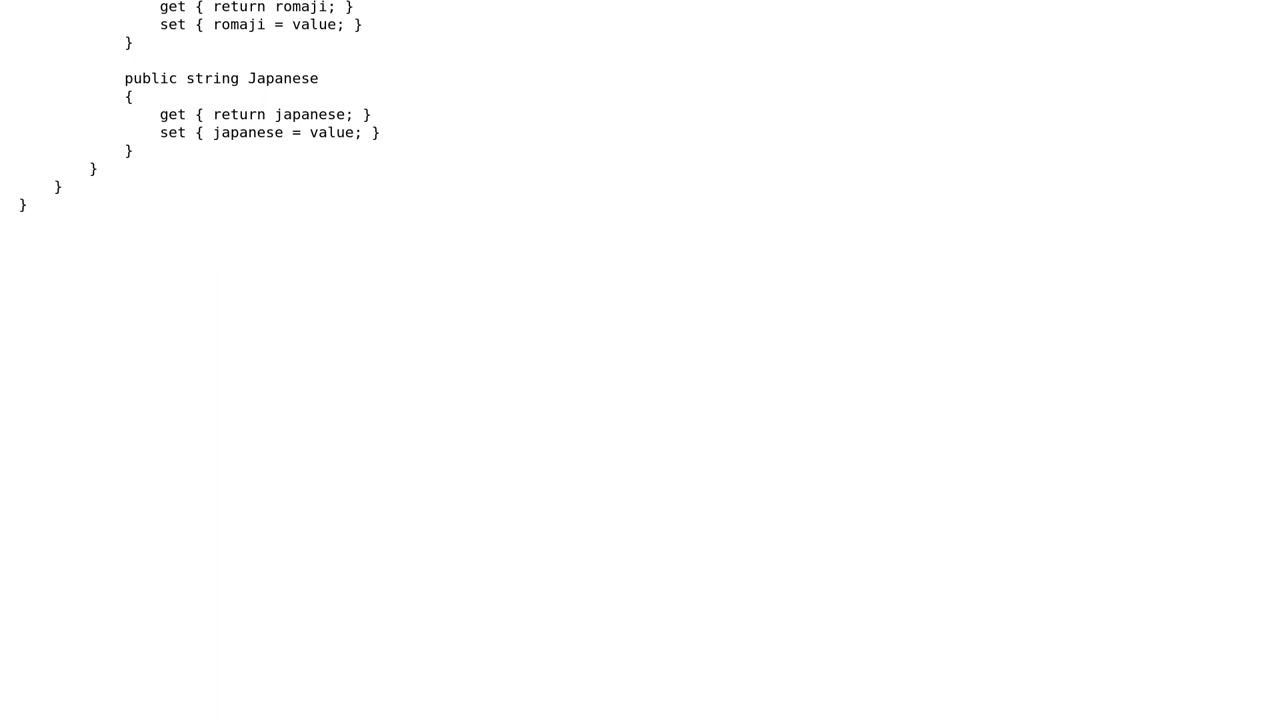 get { return romaji; }
                set { romaji = value; }
            }

            public string Japanese
            {
                get { return japanese; }
                set { japanese = value; }
            }
        }
    }
}